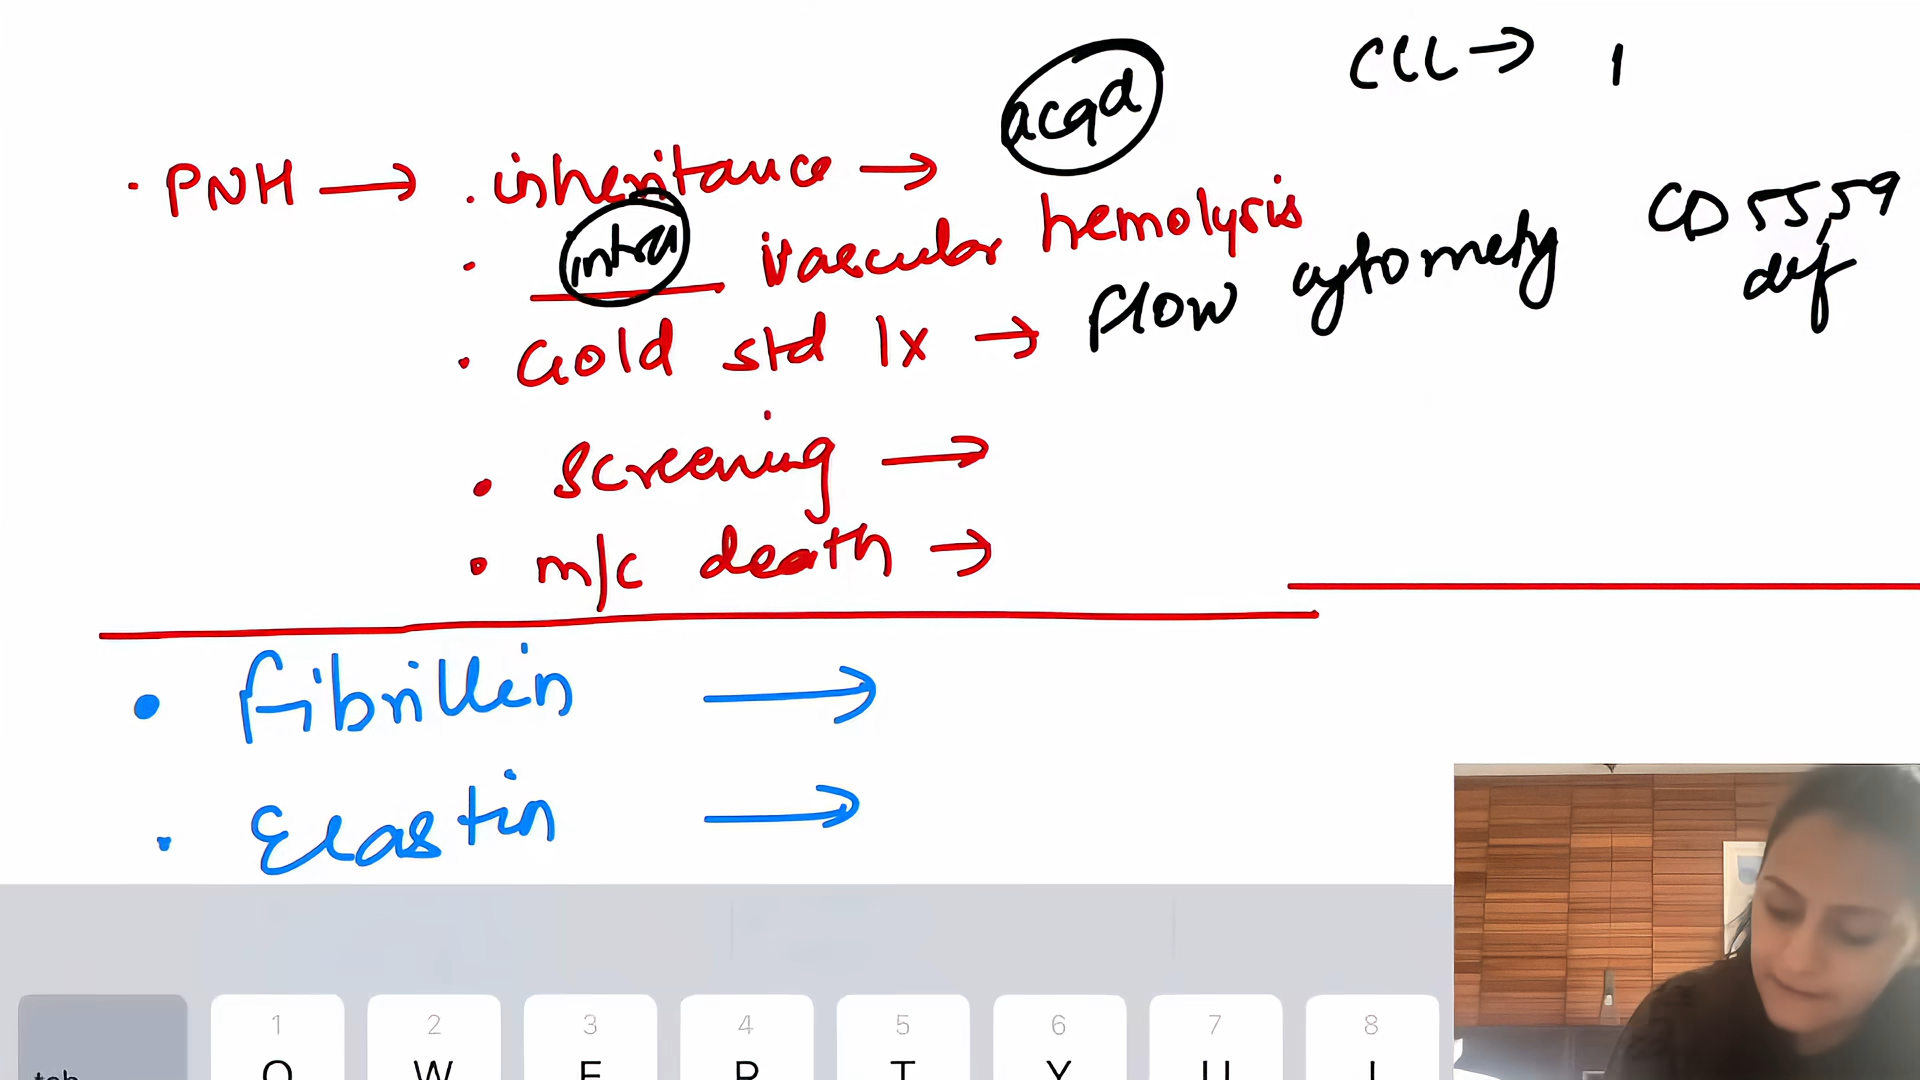 CLL → 1
acqd
• PNH → • inheritance →
• intra vascular hemolysis
CD 55,59 def
• Gold std Ix → flow cytometry
• Screening →
• m/c death →
• fibrillin →
• Elastin →
1 2 3 4 5 6 7 8
tab Q W E R T Y U I